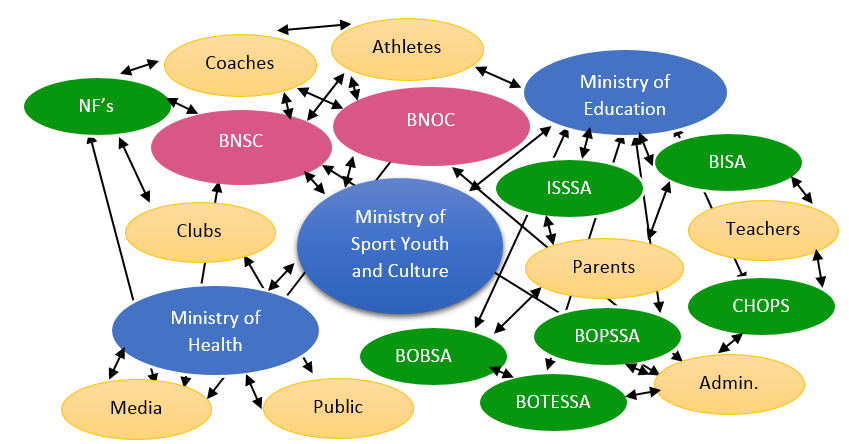 Coaches
Athletes
NF's
Ministry of
Education
BNSC
BNOC
BISA
ISSSA
Clubs
Ministry of
Sport Youth
and Culture
Teachers
Parents
Ministry of
Health
CHOPS
BOBSA
BOPSSA
Admin.
Media
Public
BOTESSA